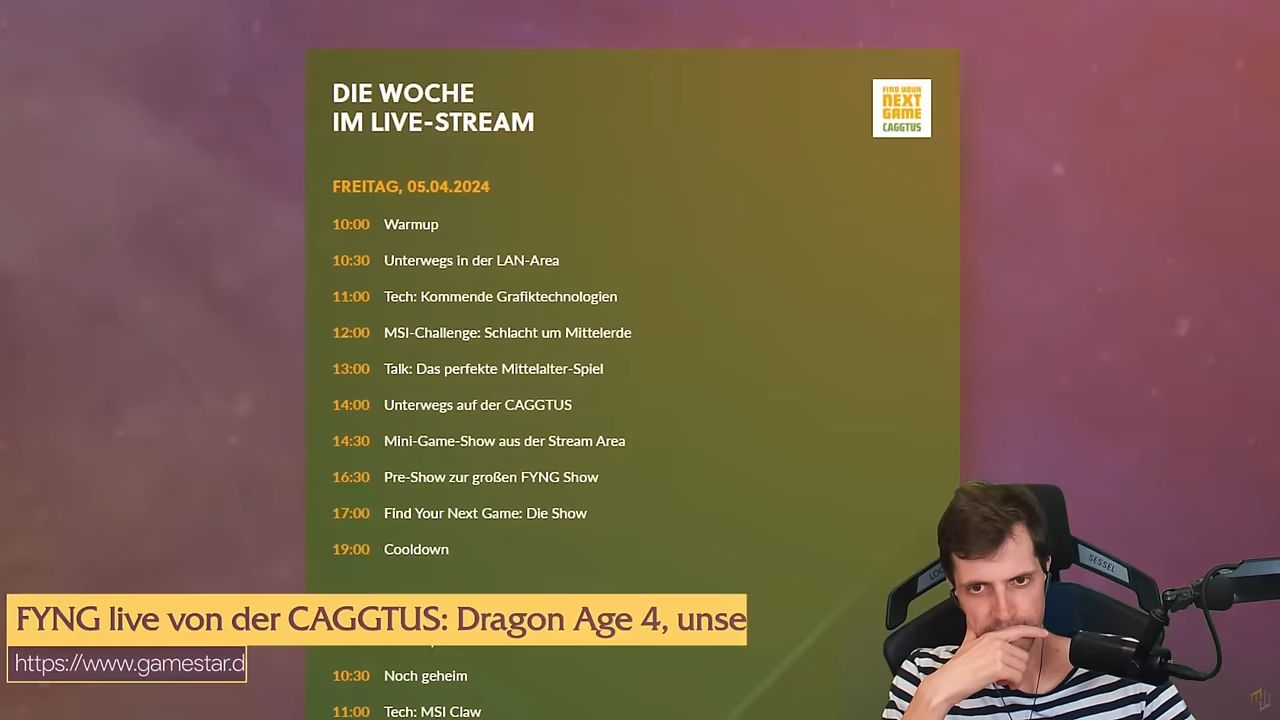 DIE WOCHE
IM LIVE-STREAM
FIND YOUR
NEXT
GAME
CAGGTUS
FREITAG, 05.04.2024
10:00 Warmup
10:30 Unterwegs in der LAN-Area
11:00 Tech: Kommende Grafiktechnologien
12:00 MSI-Challenge: Schlacht um Mittelerde
13:00 Talk: Das perfekte Mittelalter-Spiel
14:00 Unterwegs auf der CAGGTUS
14:30 Mini-Game-Show aus der Stream Area
16:30 Pre-Show zur großen FYNG Show
17:00 Find Your Next Game: Die Show
19:00 Cooldown
SESSEL
FYNG live von der CAGGTUS: Dragon Age 4, unse
https://www.gamestar.d
10:30 Noch geheim
11:00 Tech: MSI Claw